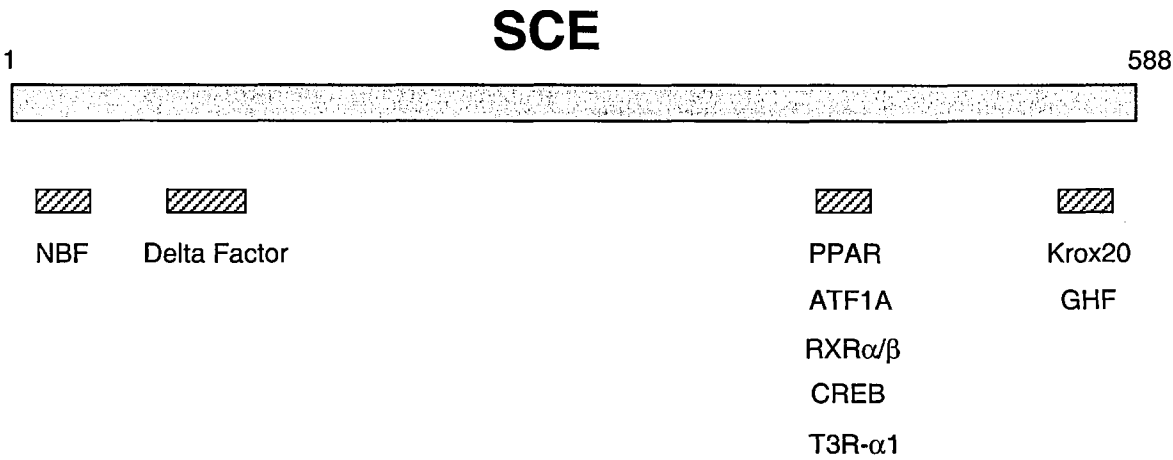 SCE
1 588
NBF Delta Factor PPAR Krox20
ATF1A GHF
RXRα/β
CREB
T3R-α1